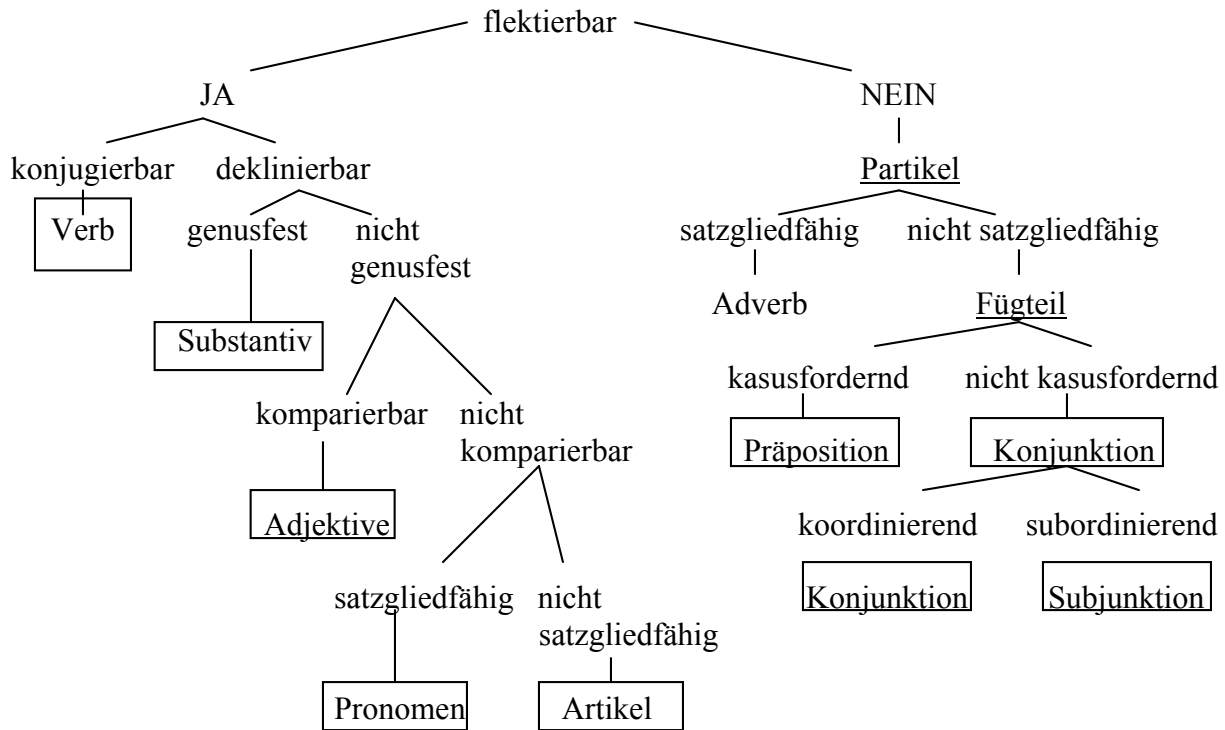 flektierbar
JA
NEIN
konjugierbar
deklinierbar
Partikel
Verb
genusfest
nicht
genusfest
satzgliedfähig
nicht satzgliedfähig
Adverb
Fügteil
Substantiv
kasusfordernd
nicht kasusfordernd
komparierbar
nicht
komparierbar
Präposition
Konjunktion
Adjektive
koordinierend
subordinierend
satzgliedfähig
nicht
satzgliedfähig
Konjunktion
Subjunktion
Pronomen
Artikel